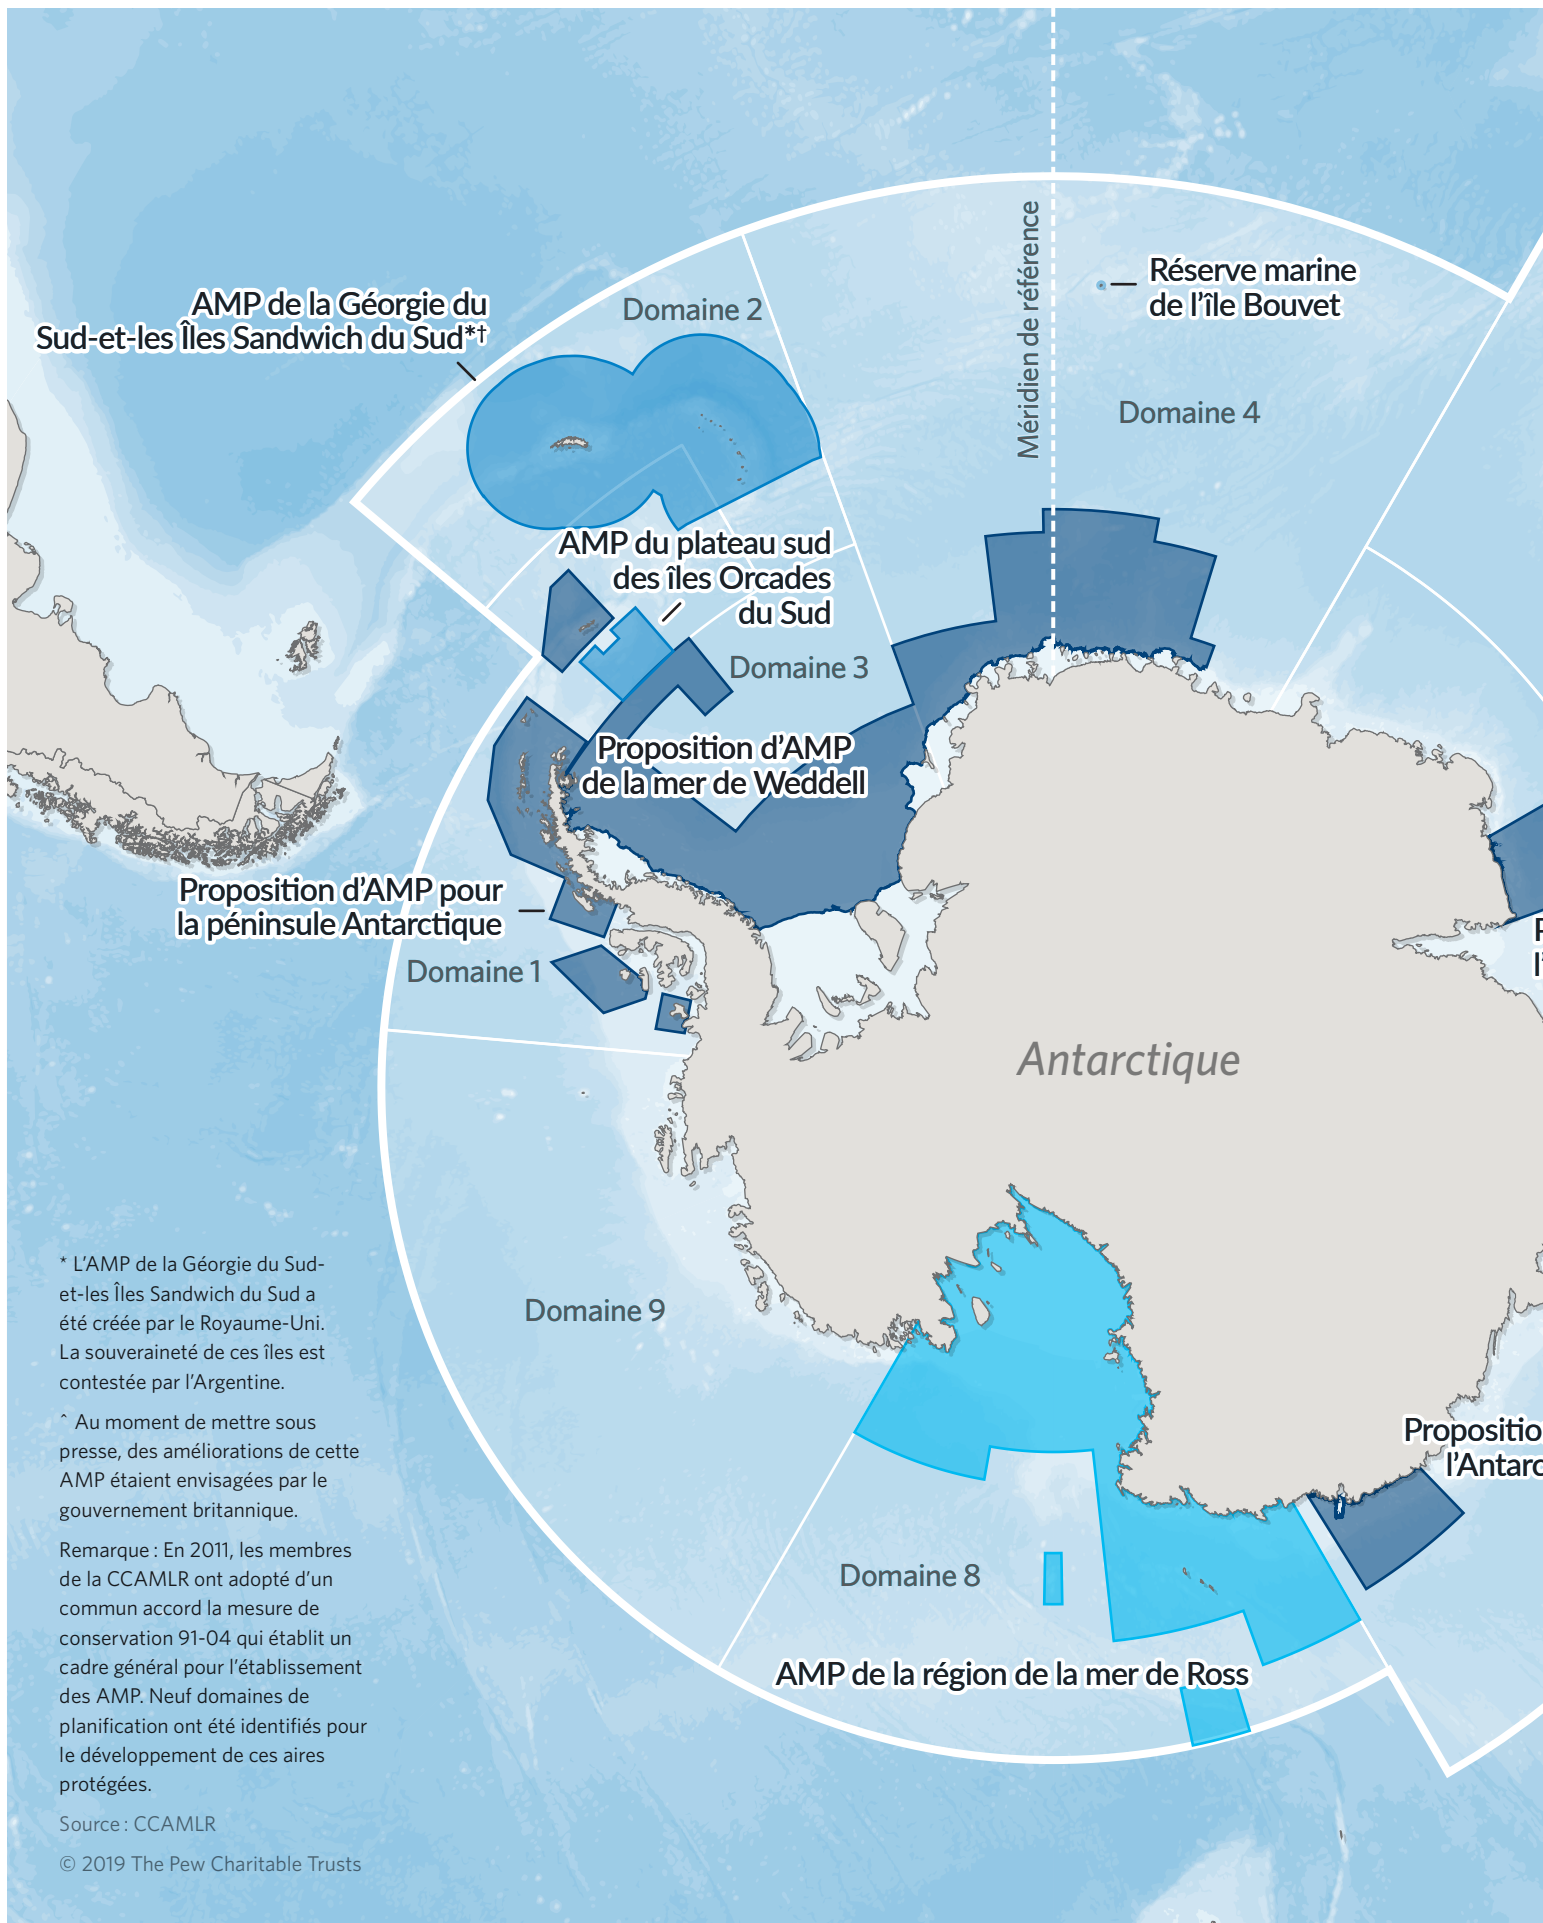 AMP de la Géorgie du
Sud-et-les Îles Sandwich du Sud*†
Domaine 2
Méridien de référence
Réserve marine
de l’île Bouvet
Domaine 4
AMP du plateau sud
des îles Orcades
du Sud
Domaine 3
Proposition d’AMP
de la mer de Weddell
Proposition d’AMP pour
la péninsule Antarctique
Domaine 1
P
l’
Antarctique
Domaine 9
Propositio
l’Antarc
Domaine 8
AMP de la région de la mer de Ross
* L’AMP de la Géorgie du Sud-
et-les Îles Sandwich du Sud a
été créée par le Royaume-Uni.
La souveraineté de ces îles est
contestée par l’Argentine.
ˆ Au moment de mettre sous
presse, des améliorations de cette
AMP étaient envisagées par le
gouvernement britannique.
Remarque : En 2011, les membres
de la CCAMLR ont adopté d’un
commun accord la mesure de
conservation 91-04 qui établit un
cadre général pour l’établissement
des AMP. Neuf domaines de
planification ont été identifiés pour
le développement de ces aires
protégées.
Source : CCAMLR
© 2019 The Pew Charitable Trusts